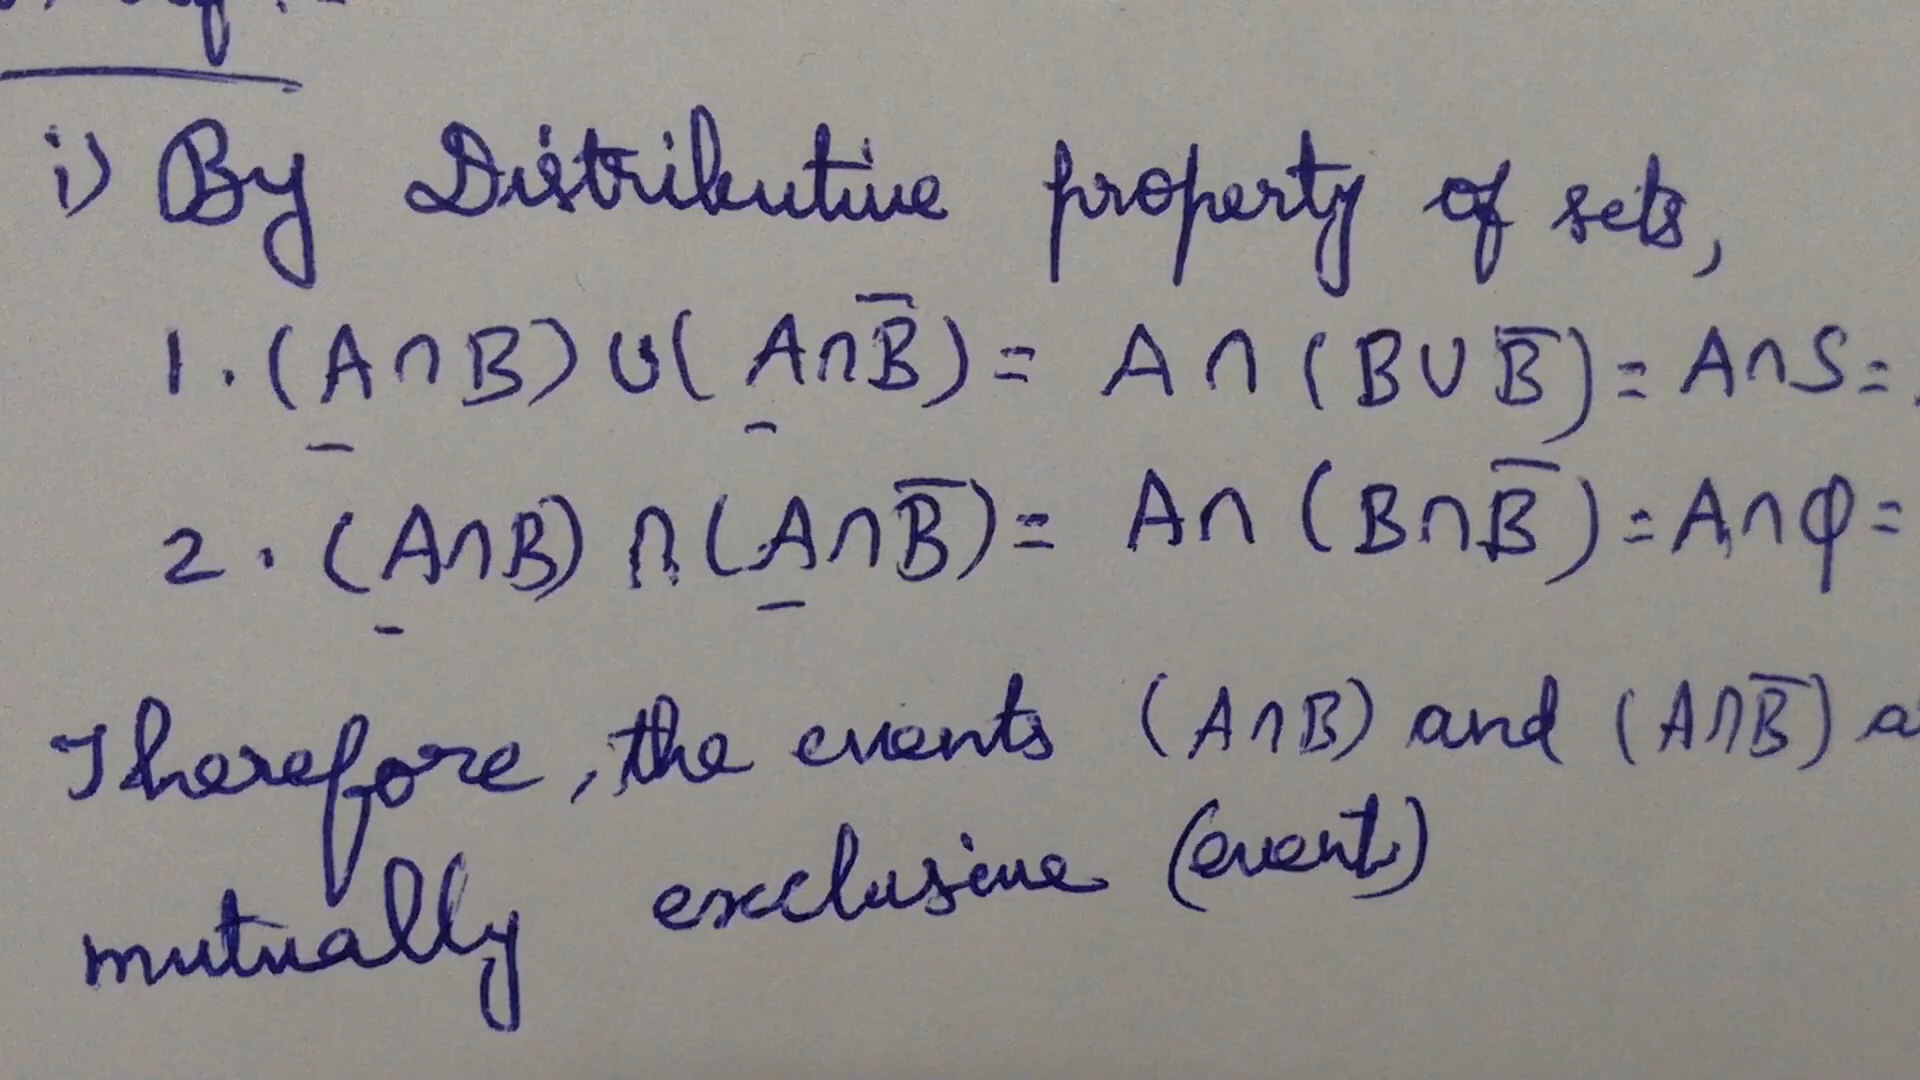 i) By Distributive property of sets,
1. (A∩B) ∪ (A∩B̅) = A∩(B∪B̅) = A∩S =
2. (A∩B) ∩ (A∩B̅) = A∩(B∩B̅) = A∩φ =
Therefore, the events (A∩B) and (A∩B̅) a
mutually exclusive (event)